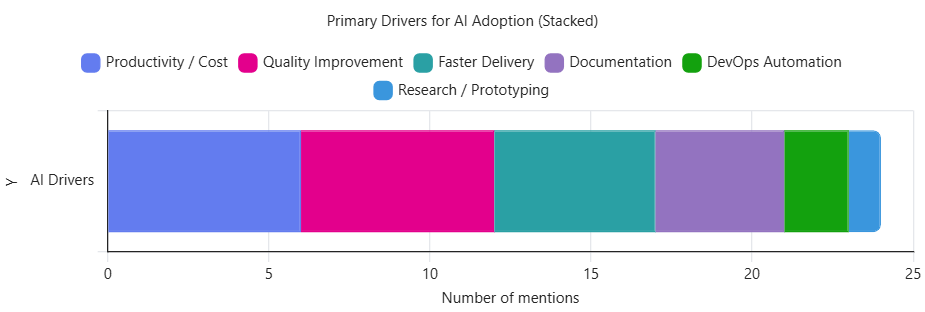 Primary Drivers for AI Adoption (Stacked)
Productivity / Cost Quality Improvement Faster Delivery Documentation DevOps Automation
Research / Prototyping
Y AI Drivers
0 5 10 15 20 25
Number of mentions